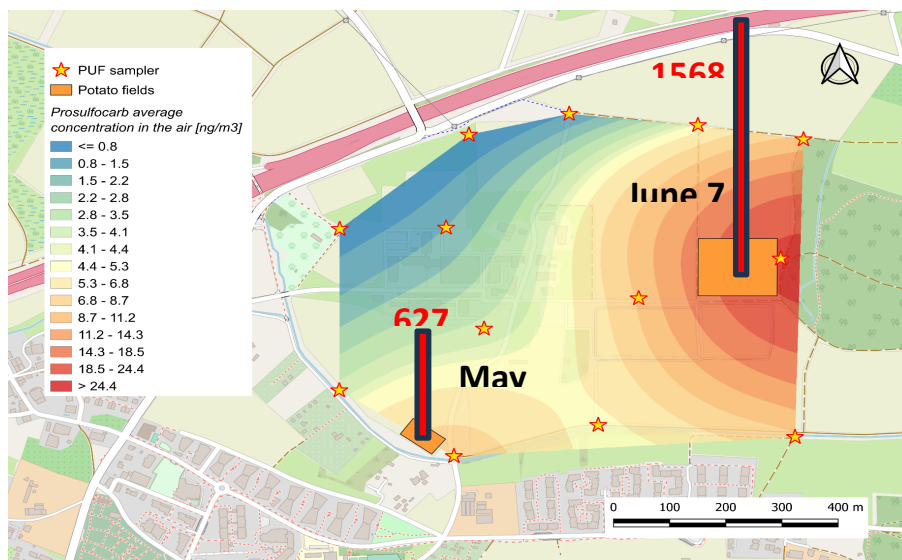 PUF sampler
Potato fields
Prosulfocarb average
concentration in the air [ng/m3]
<= 0.8
0.8 - 1.5
1.5 - 2.2
2.2 - 2.8
2.8 - 3.5
3.5 - 4.1
4.1 - 4.4
4.4 - 5.3
5.3 - 6.8
6.8 - 8.7
8.7 - 11.2
11.2 - 14.3
14.3 - 18.5
18.5 - 24.4
> 24.4
1568
June 7
627
May
0 100 200 300 400 m